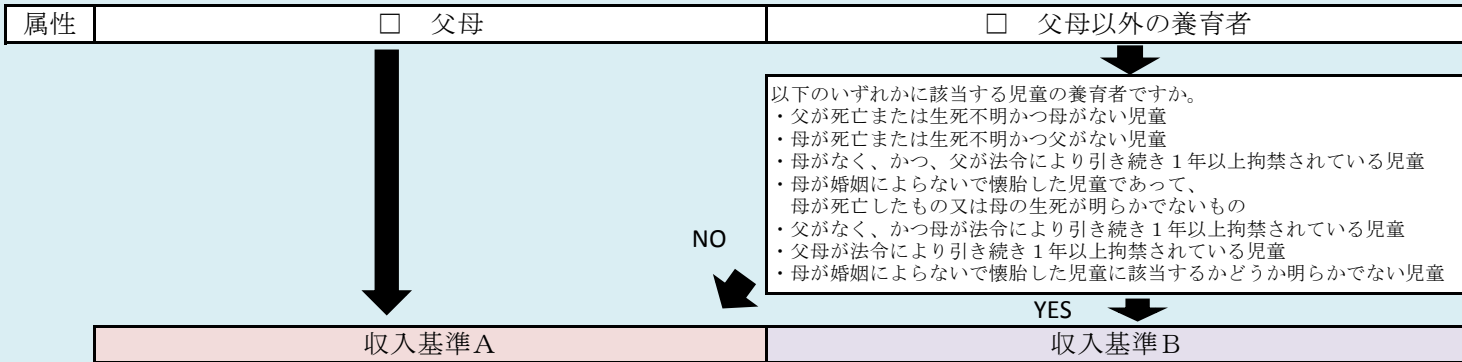 属性 □ 父母 □ 父母以外の養育者
以下のいずれかに該当する児童の養育者ですか。
・父が死亡または生死不明かつ母がない児童
・母が死亡または生死不明かつ父がない児童
・母がなく、かつ、父が法令により引き続き１年以上拘禁されている児童
・母が婚姻によらないで懐胎した児童であって、
母が死亡したもの又は母の生死が明らかでないもの
・父がなく、かつ母が法令により引き続き１年以上拘禁されている児童
・父母が法令により引き続き１年以上拘禁されている児童
・母が婚姻によらないで懐胎した児童に該当するかどうか明らかでない児童
NO
YES
収入基準Ａ 収入基準Ｂ